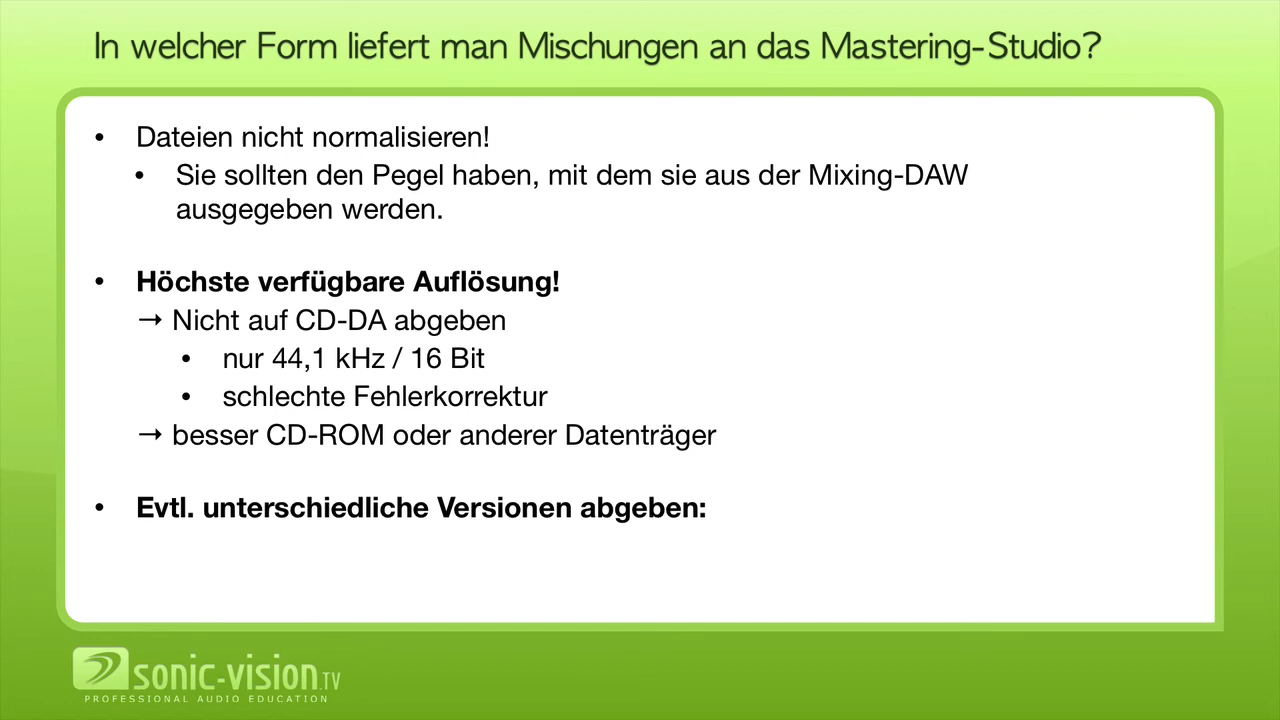 In welcher Form liefert man Mischungen an das Mastering-Studio?
• Dateien nicht normalisieren!
• Sie sollten den Pegel haben, mit dem sie aus der Mixing-DAW
ausgegeben werden.
• Höchste verfügbare Auflösung!
→ Nicht auf CD-DA abgeben
• nur 44,1 kHz / 16 Bit
• schlechte Fehlerkorrektur
→ besser CD-ROM oder anderer Datenträger
• Evtl. unterschiedliche Versionen abgeben:
sonic-vision.TV
PROFESSIONAL AUDIO EDUCATION